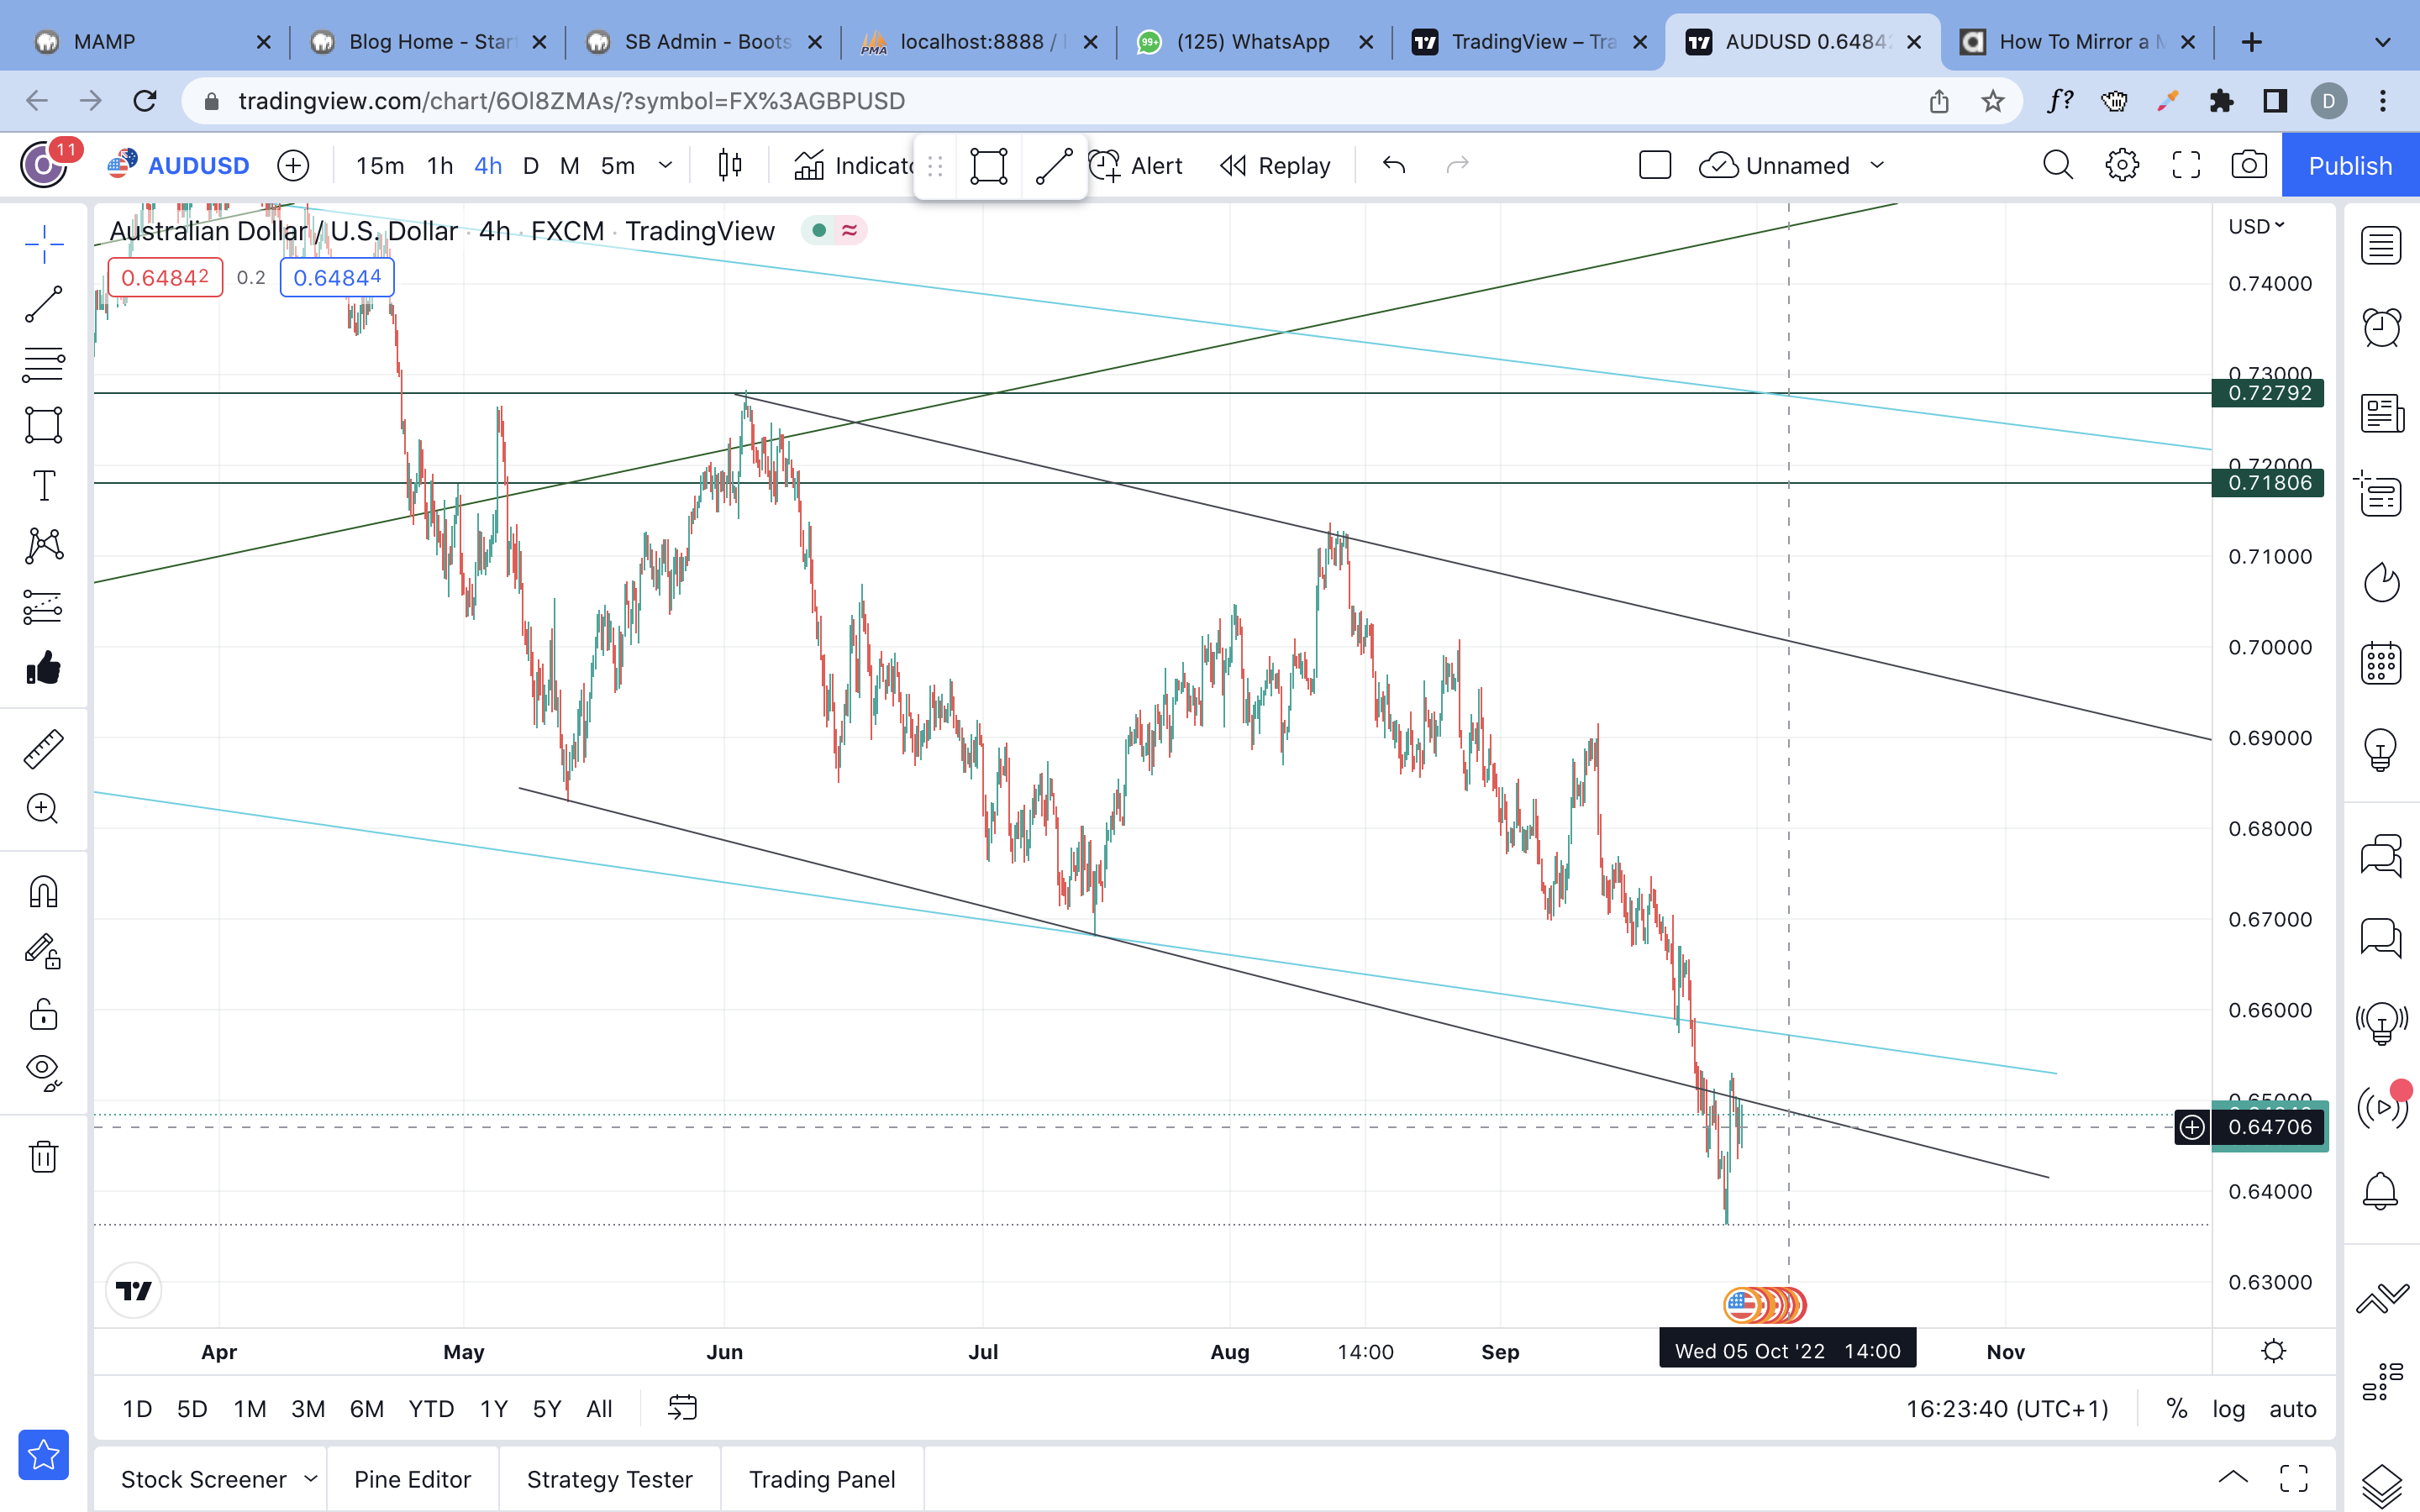 MAMP
Blog Home - Star
SB Admin - Boots
PMA
localhost:8888 /
99+
(125) WhatsApp
TradingView – Tra
AUDUSD 0.6484
How To Mirror a
tradingview.com/chart/6OI8ZMAs/?symbol=FX%3AGBPUSD
f?
D
O
11
AUDUSD
15m 1h 4h D M 5m
Indicato
Alert
Replay
Unnamed
Publish
Australian Dollar / U.S. Dollar · 4h · FXCM · TradingView
0.64842
0.2
0.64844
USD
0.74000
0.73000
0.72792
0.72000
0.71806
0.71000
0.70000
0.69000
0.68000
0.67000
0.66000
0.65000
0.64706
0.64000
0.63000
Apr May Jun Jul Aug 14:00 Sep Wed 05 Oct '22 14:00 Nov
1D 5D 1M 3M 6M YTD 1Y 5Y All
16:23:40 (UTC+1)
% log auto
Stock Screener
Pine Editor
Strategy Tester
Trading Panel